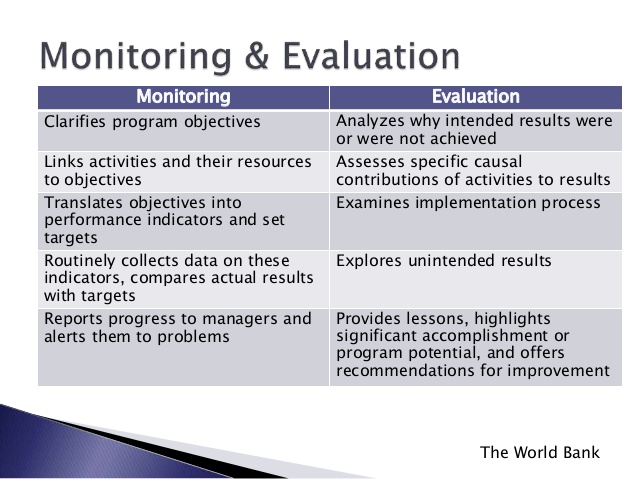 Monitoring & Evaluation
Monitoring
Evaluation
Clarifies program objectives
Analyzes why intended results were
or were not achieved
Links activities and their resources
to objectives
Assesses specific causal
contributions of activities to results
Translates objectives into
performance indicators and set
targets
Examines implementation process
Routinely collects data on these
indicators, compares actual results
with targets
Explores unintended results
Reports progress to managers and
alerts them to problems
Provides lessons, highlights
significant accomplishment or
program potential, and offers
recommendations for improvement
The World Bank